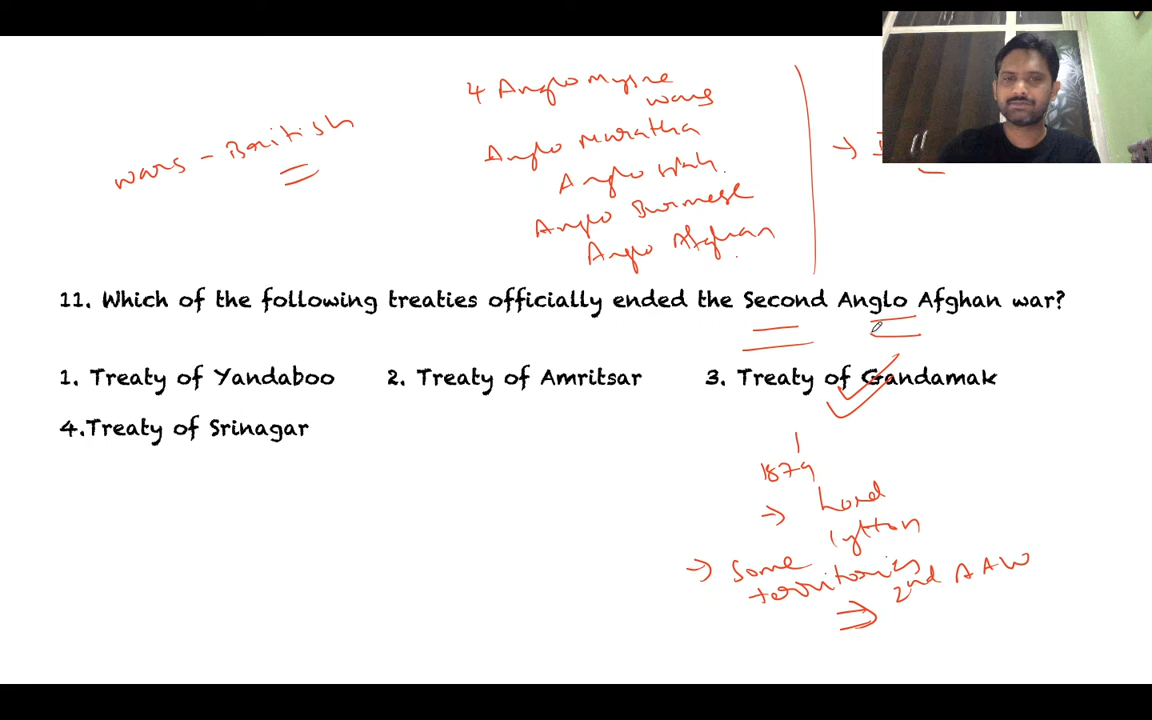 4 Anglo Mysre
wars
wars - British
Anglo Maratha
Anglo
Anglo Burmese
Anglo Afghan
11. Which of the following treaties officially ended the Second Anglo Afghan war?
1. Treaty of Yandaboo 2. Treaty of Amritsar 3. Treaty of Gandamak
4.Treaty of Srinagar
1879
→ Lord
lytton
→ Some
territories
⇒ 2nd AAW